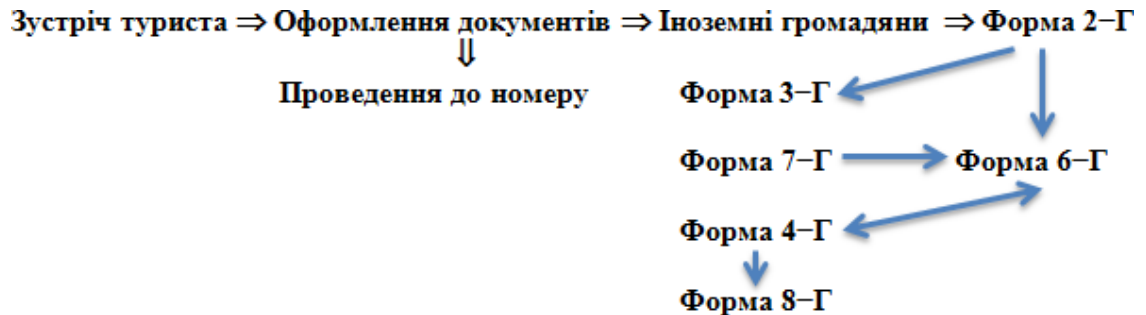 Зустріч туриста ⇒ Оформлення документів ⇒ Іноземні громадяни ⇒ Форма 2−Г
⇓
Проведення до номеру Форма 3−Г
Форма 7−Г Форма 6−Г
Форма 4−Г
Форма 8−Г